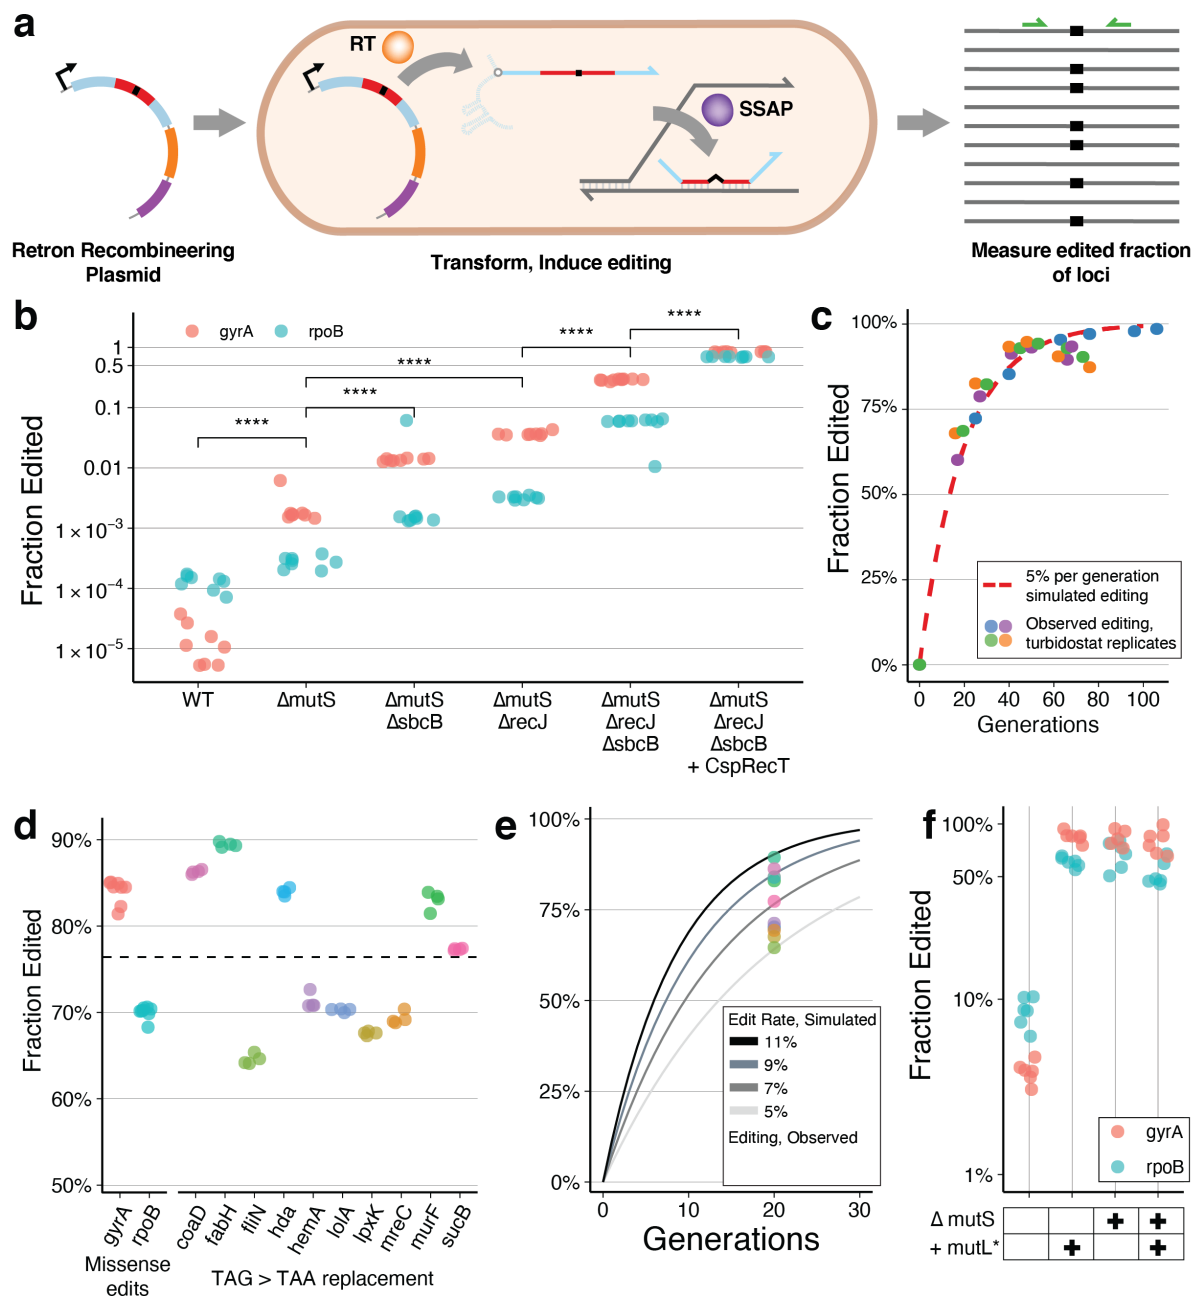 a
RT
SSAP
Retron Recombineering
Plasmid
Transform, Induce editing
Measure edited fraction
of loci
b
gyrA
rpoB
Fraction Edited
1
0.5
0.1
0.01
1 × 10⁻³
1 × 10⁻⁴
1 × 10⁻⁵
****
****
****
****
****
WT
ΔmutS
ΔmutS
ΔsbcB
ΔmutS
ΔrecJ
ΔmutS
ΔrecJ
ΔsbcB
ΔmutS
ΔrecJ
ΔsbcB
+ CspRecT
c
Fraction Edited
100%
75%
50%
25%
0%
5% per generation
simulated editing
Observed editing,
turbidostat replicates
0 20 40 60 80 100
Generations
d
Fraction Edited
90%
80%
70%
60%
50%
gyrA
rpoB
coaD
fabH
fliN
hda
hemA
lolA
lpxK
mreC
murF
sucB
Missense
edits
TAG > TAA replacement
e
Fraction Edited
100%
75%
50%
25%
0%
Edit Rate, Simulated
11%
9%
7%
5%
Editing, Observed
0 10 20 30
Generations
f
Fraction Edited
100%
50%
10%
1%
gyrA
rpoB
Δ mutS + +
+ mutL* + +